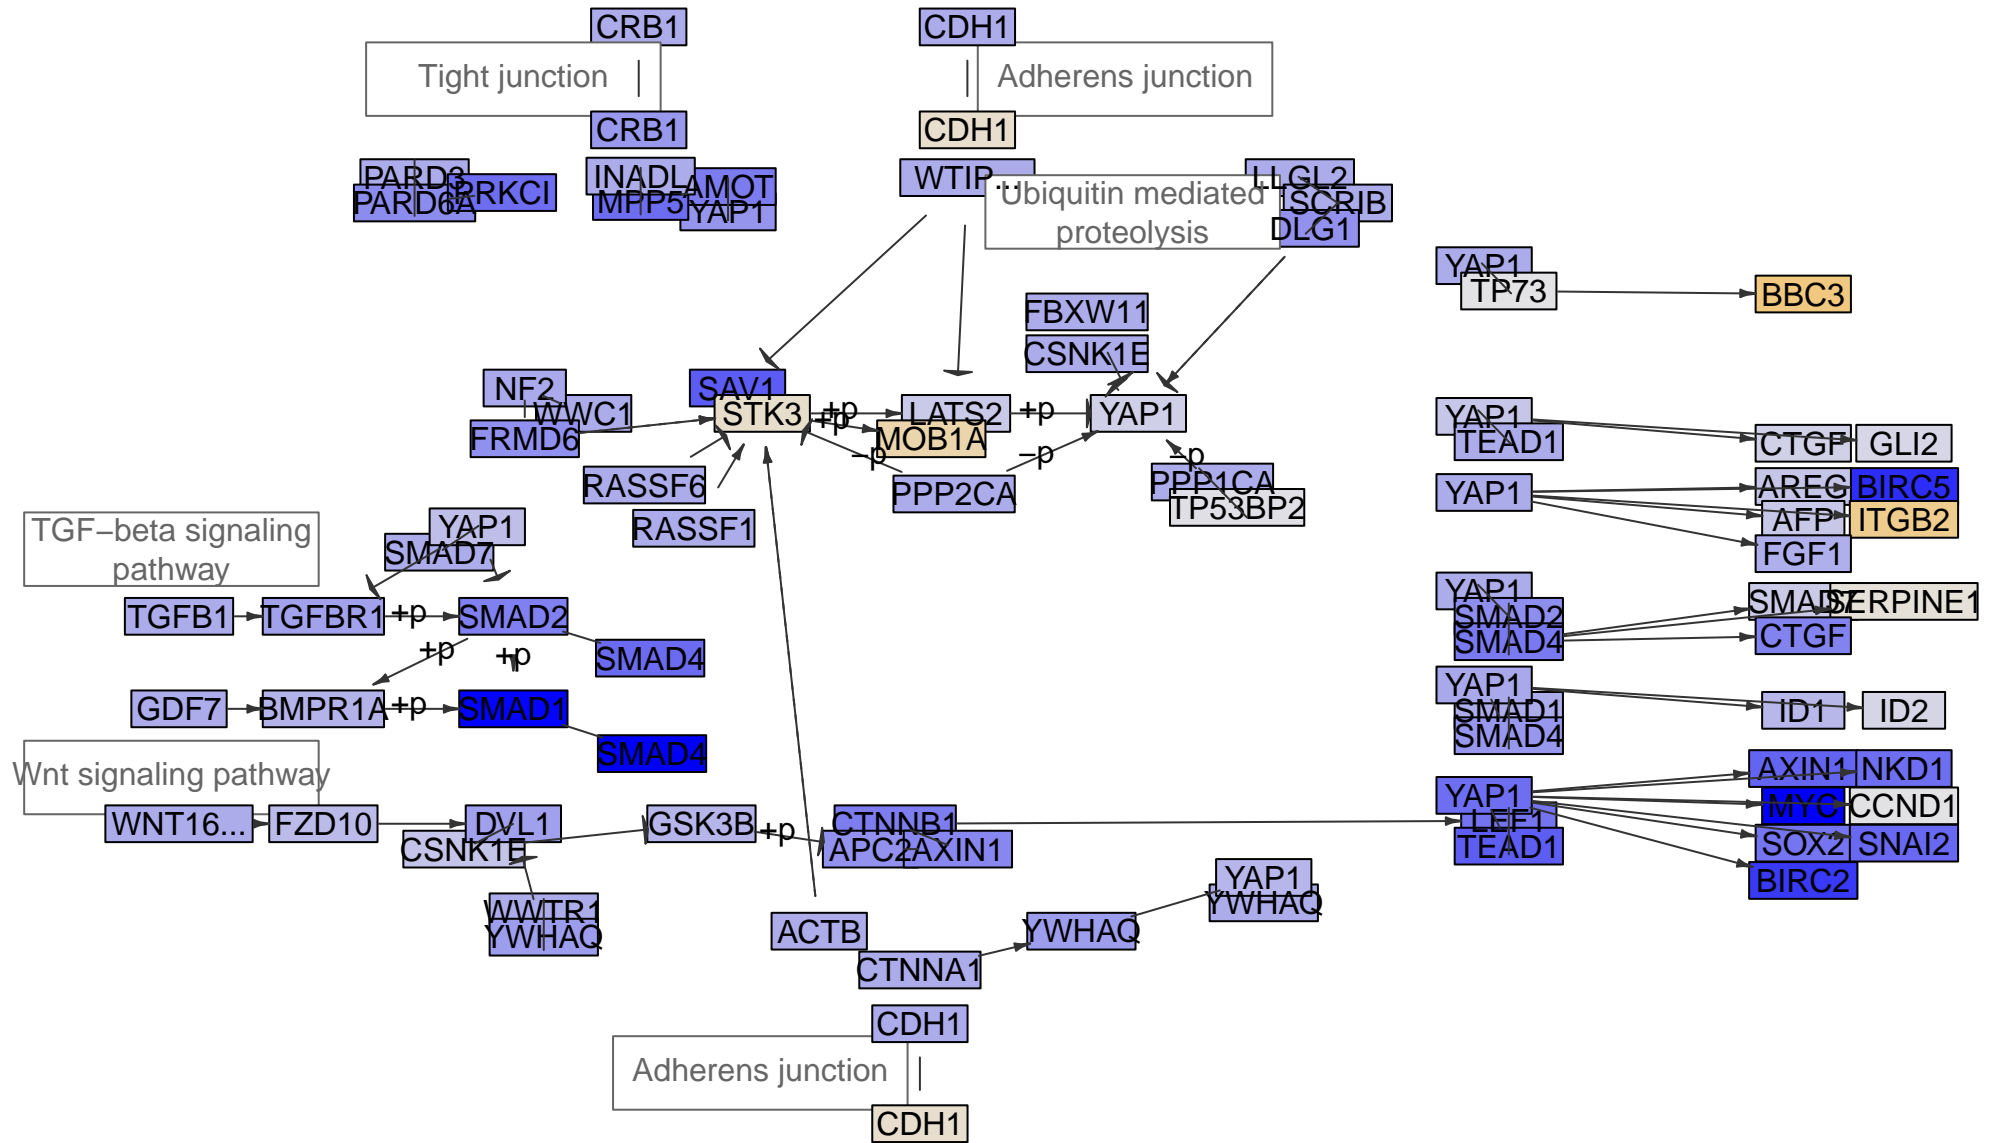 CRB1
CDH1
Tight junction
Adherens junction
CRB1
CDH1
PARD3
PARD6A
PRKCI
INADL
MPP5
AMOT
YAP1
WTIP...
Ubiquitin mediated
proteolysis
LLGL2
SCRIB
DLG1
YAP1
TP73
BBC3
FBXW11
CSNK1E
NF2
WWC1
FRMD6
SAV1
STK3
+p
+p
LATS2
MOB1A
+p
YAP1
−p
−p
−p
RASSF6
RASSF1
PPP2CA
PPP1CA
TP53BP2
YAP1
TEAD1
CTGF
GLI2
YAP1
AREG
BIRC5
AFP
ITGB2
FGF1
TGF−beta signaling
pathway
YAP1
SMAD7
TGFB1
TGFBR1
+p
SMAD2
+p
+p
SMAD4
GDF7
BMPR1A
+p
SMAD1
SMAD4
YAP1
SMAD2
SMAD4
SMAD7
SERPINE1
CTGF
YAP1
SMAD1
SMAD4
ID1
ID2
Wnt signaling pathway
WNT16...
FZD10
DVL1
CSNK1E
GSK3B
+p
CTNNB1
APC2
AXIN1
YAP1
LEF1
TEAD1
AXIN1
NKD1
MYC
CCND1
SOX2
SNAI2
BIRC2
WWTR1
YWHAQ
ACTB
CTNNA1
YWHAQ
YAP1
YWHAQ
CDH1
Adherens junction
CDH1